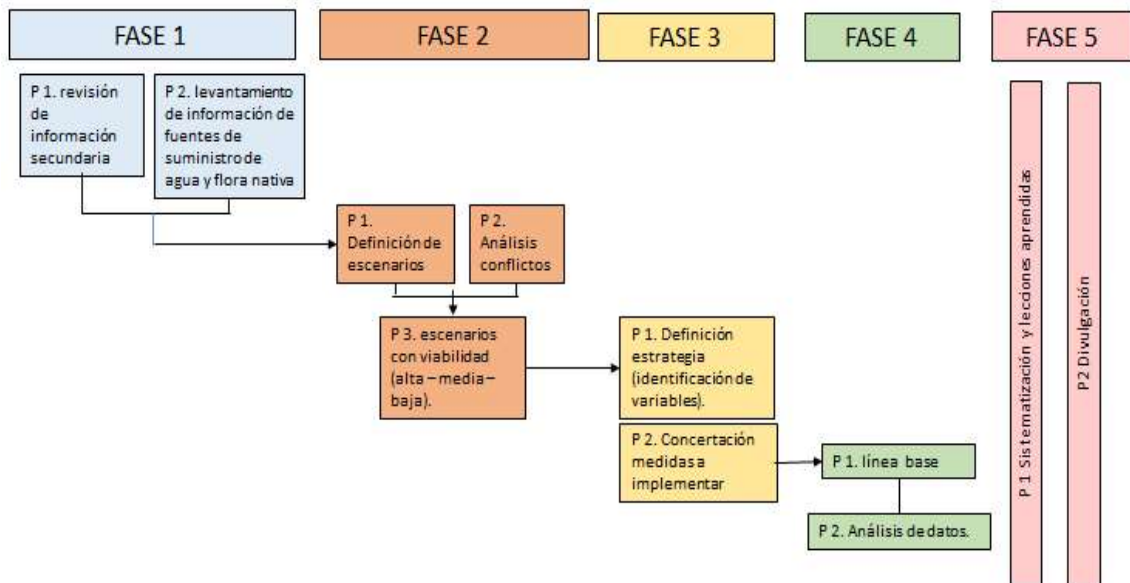 FASE 1
FASE 2
FASE 3
FASE 4
FASE 5
P 1. revisión
de
información
secundaria
P 2. levantamiento
de información de
fuentes de
suministro de
agua y flora nativa
P 1.
Definición de
escenarios
P 2.
Análisis
conflictos
P 3. escenarios
con viabilidad
(alta – media –
baja).
P 1. Definición
estrategia
(identificación de
variables).
P 2. Concertación
medidas a
implementar
P 1. línea base
P 2. Análisis de datos.
P 1 Sistematización y lecciones aprendidas
P2 Divulgación